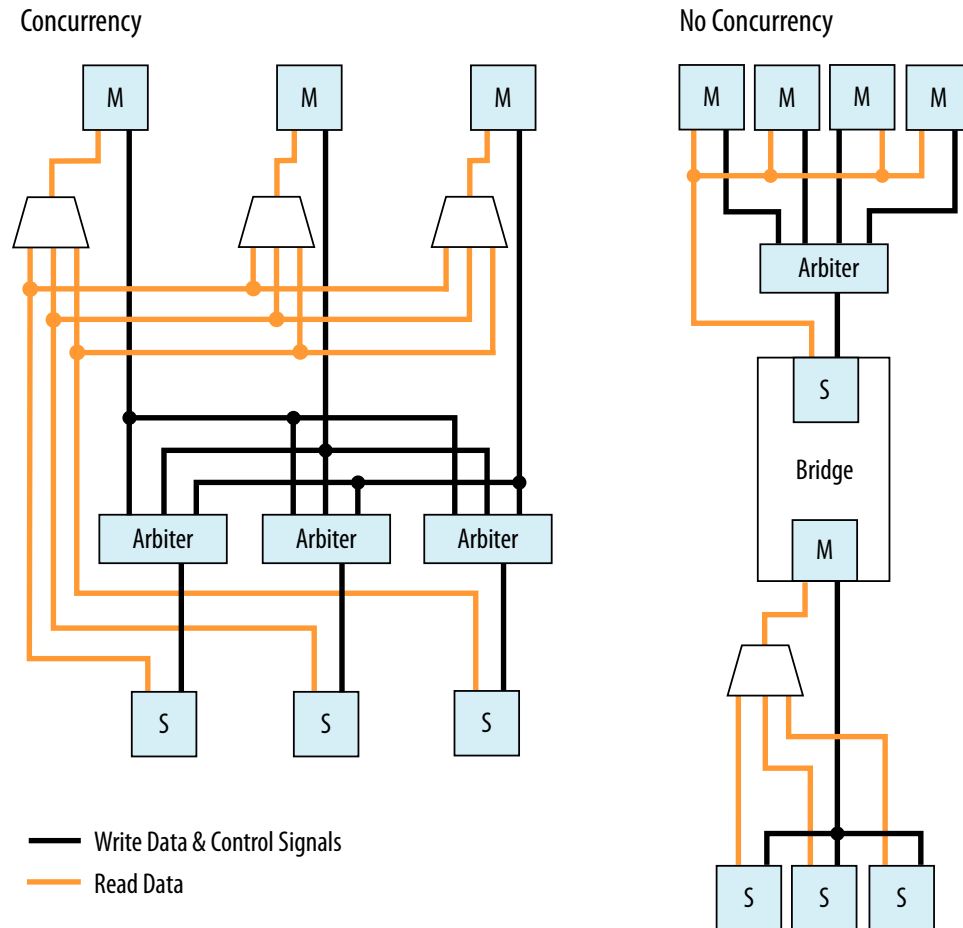 Concurrency
M M M
Arbiter Arbiter Arbiter
S S S
Write Data & Control Signals
Read Data
No Concurrency
M M M M
Arbiter
S
Bridge
M
S S S